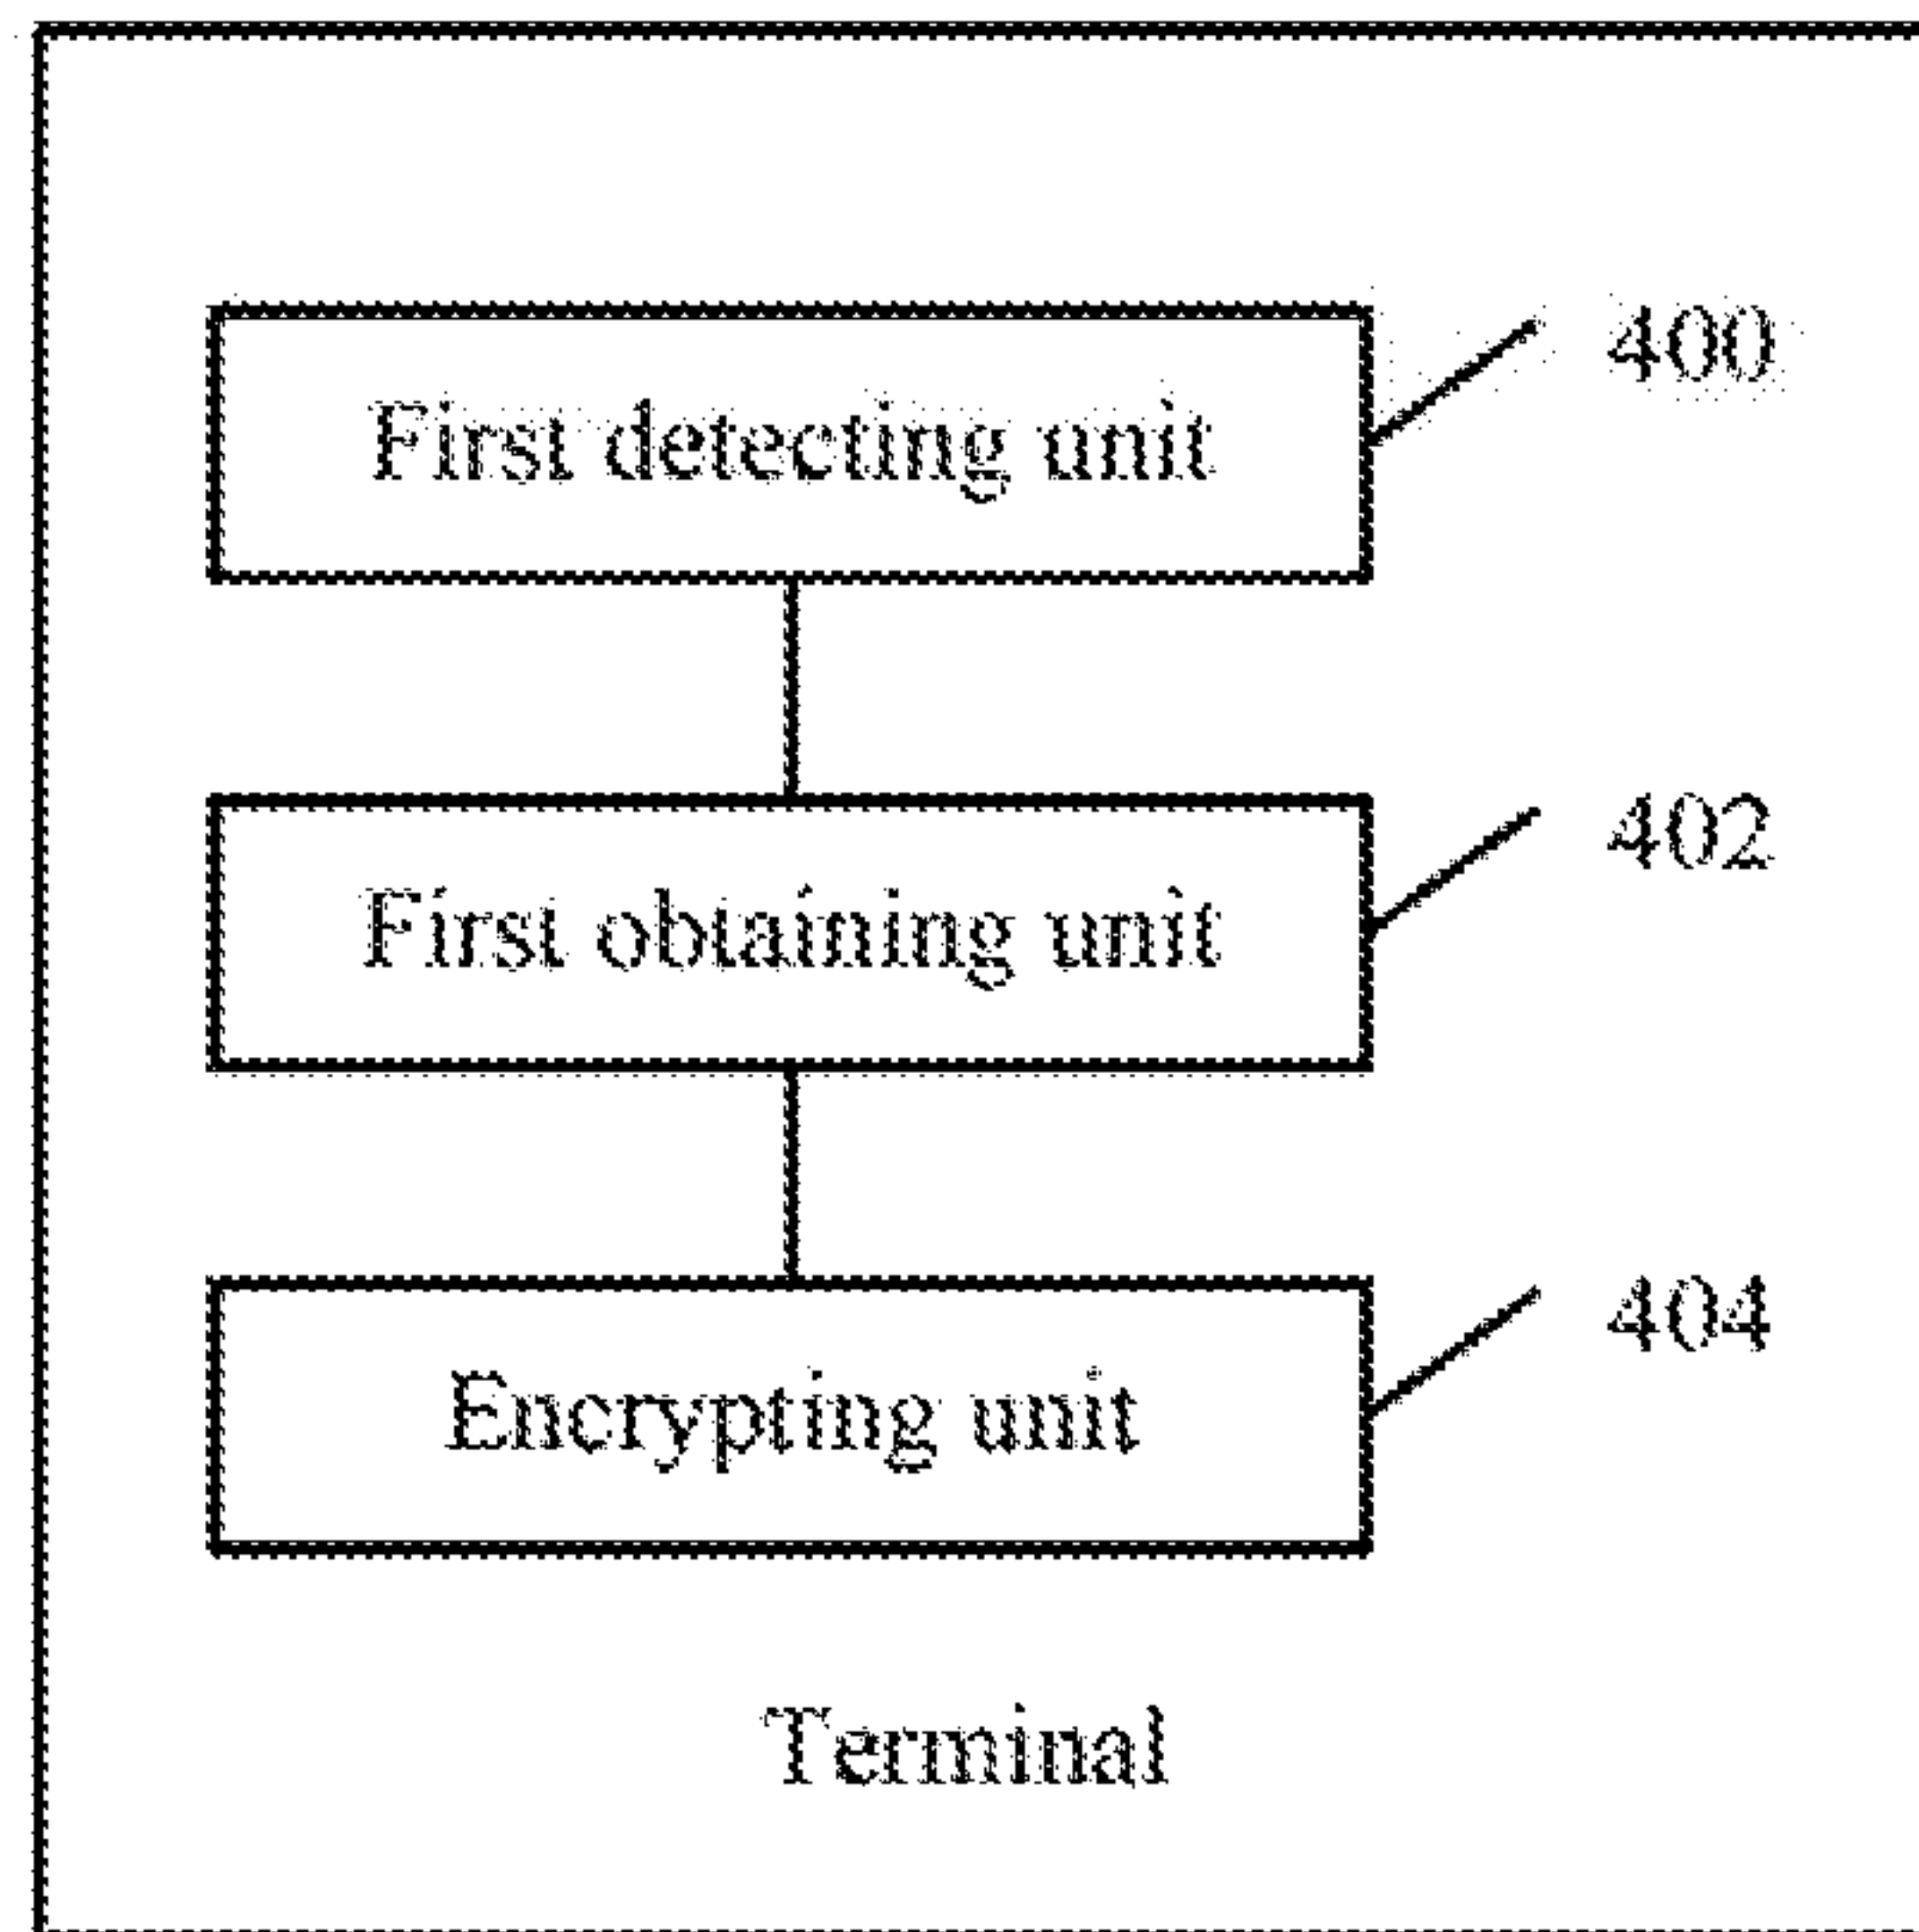 First detecting unit
400
First obtaining unit
402
Encrypting unit
404
Terminal